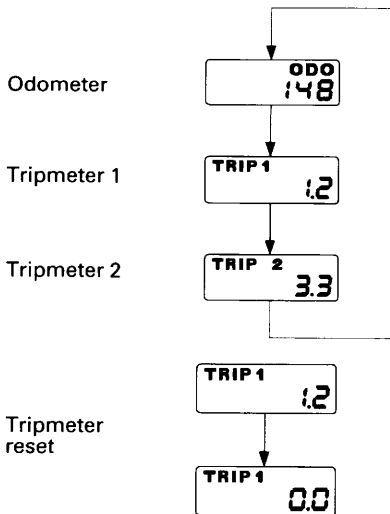 Odometer
ODO
148
Tripmeter 1
TRIP 1
1.2
Tripmeter 2
TRIP 2
3.3
TRIP 1
1.2
Tripmeter
reset
TRIP 1
0.0